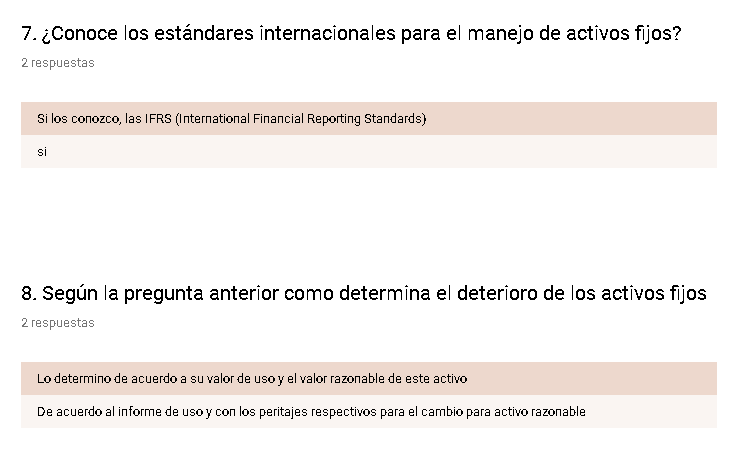 7. ¿Conoce los estándares internacionales para el manejo de activos fijos?
2 respuestas
Si los conozco, las IFRS (International Financial Reporting Standards)
si
8. Según la pregunta anterior como determina el deterioro de los activos fijos
2 respuestas
Lo determino de acuerdo a su valor de uso y el valor razonable de este activo
De acuerdo al informe de uso y con los peritajes respectivos para el cambio para activo razonable